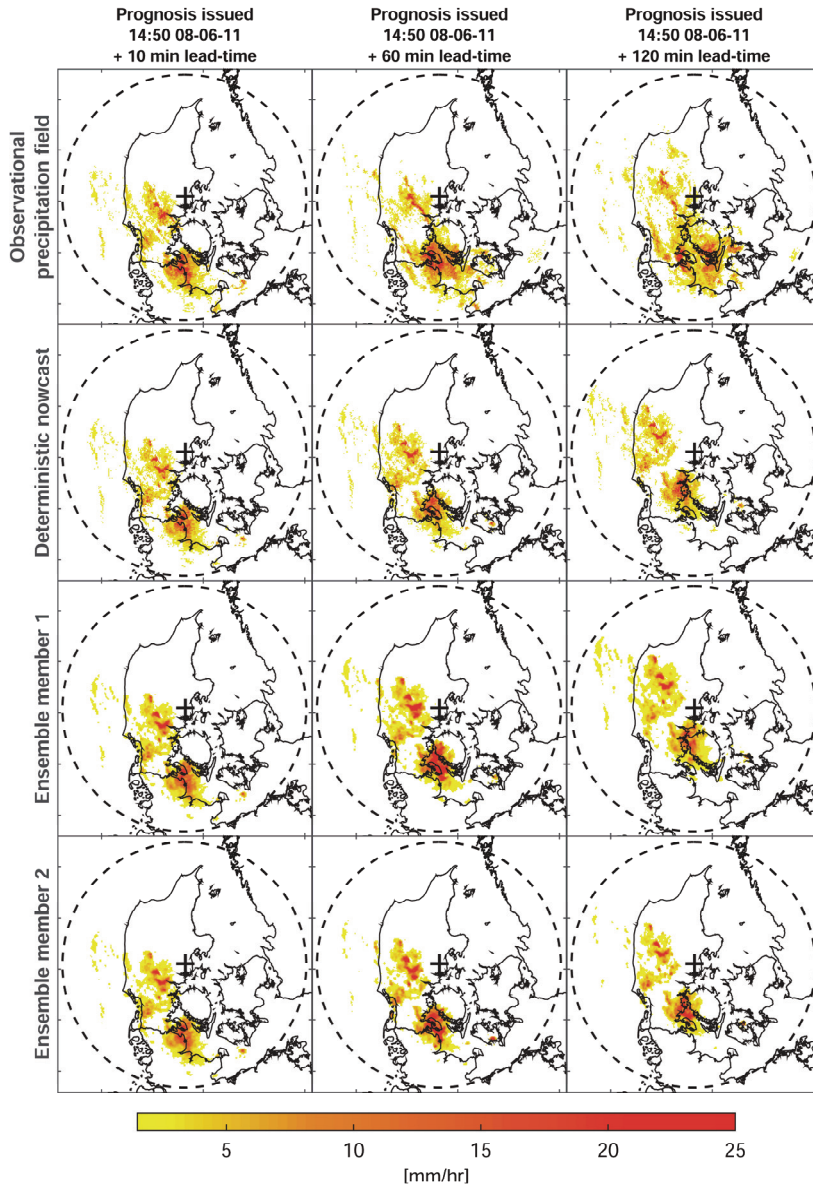 Prognosis issued
14:50 08-06-11
+ 10 min lead-time
Prognosis issued
14:50 08-06-11
+ 60 min lead-time
Prognosis issued
14:50 08-06-11
+ 120 min lead-time
Observational
precipitation field
Deterministic nowcast
Ensemble member 1
Ensemble member 2
5 10 15 20 25
[mm/hr]